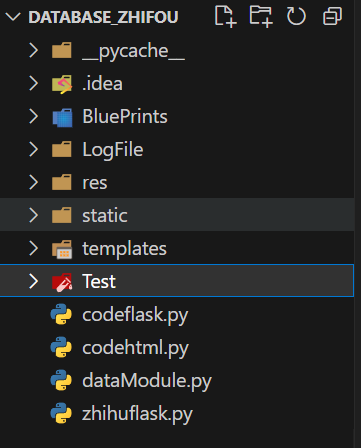 DATABASE_ZHIFOU
__pycache__
.idea
BluePrints
LogFile
res
static
templates
Test
codeflask.py
codehtml.py
dataModule.py
zhihuflask.py